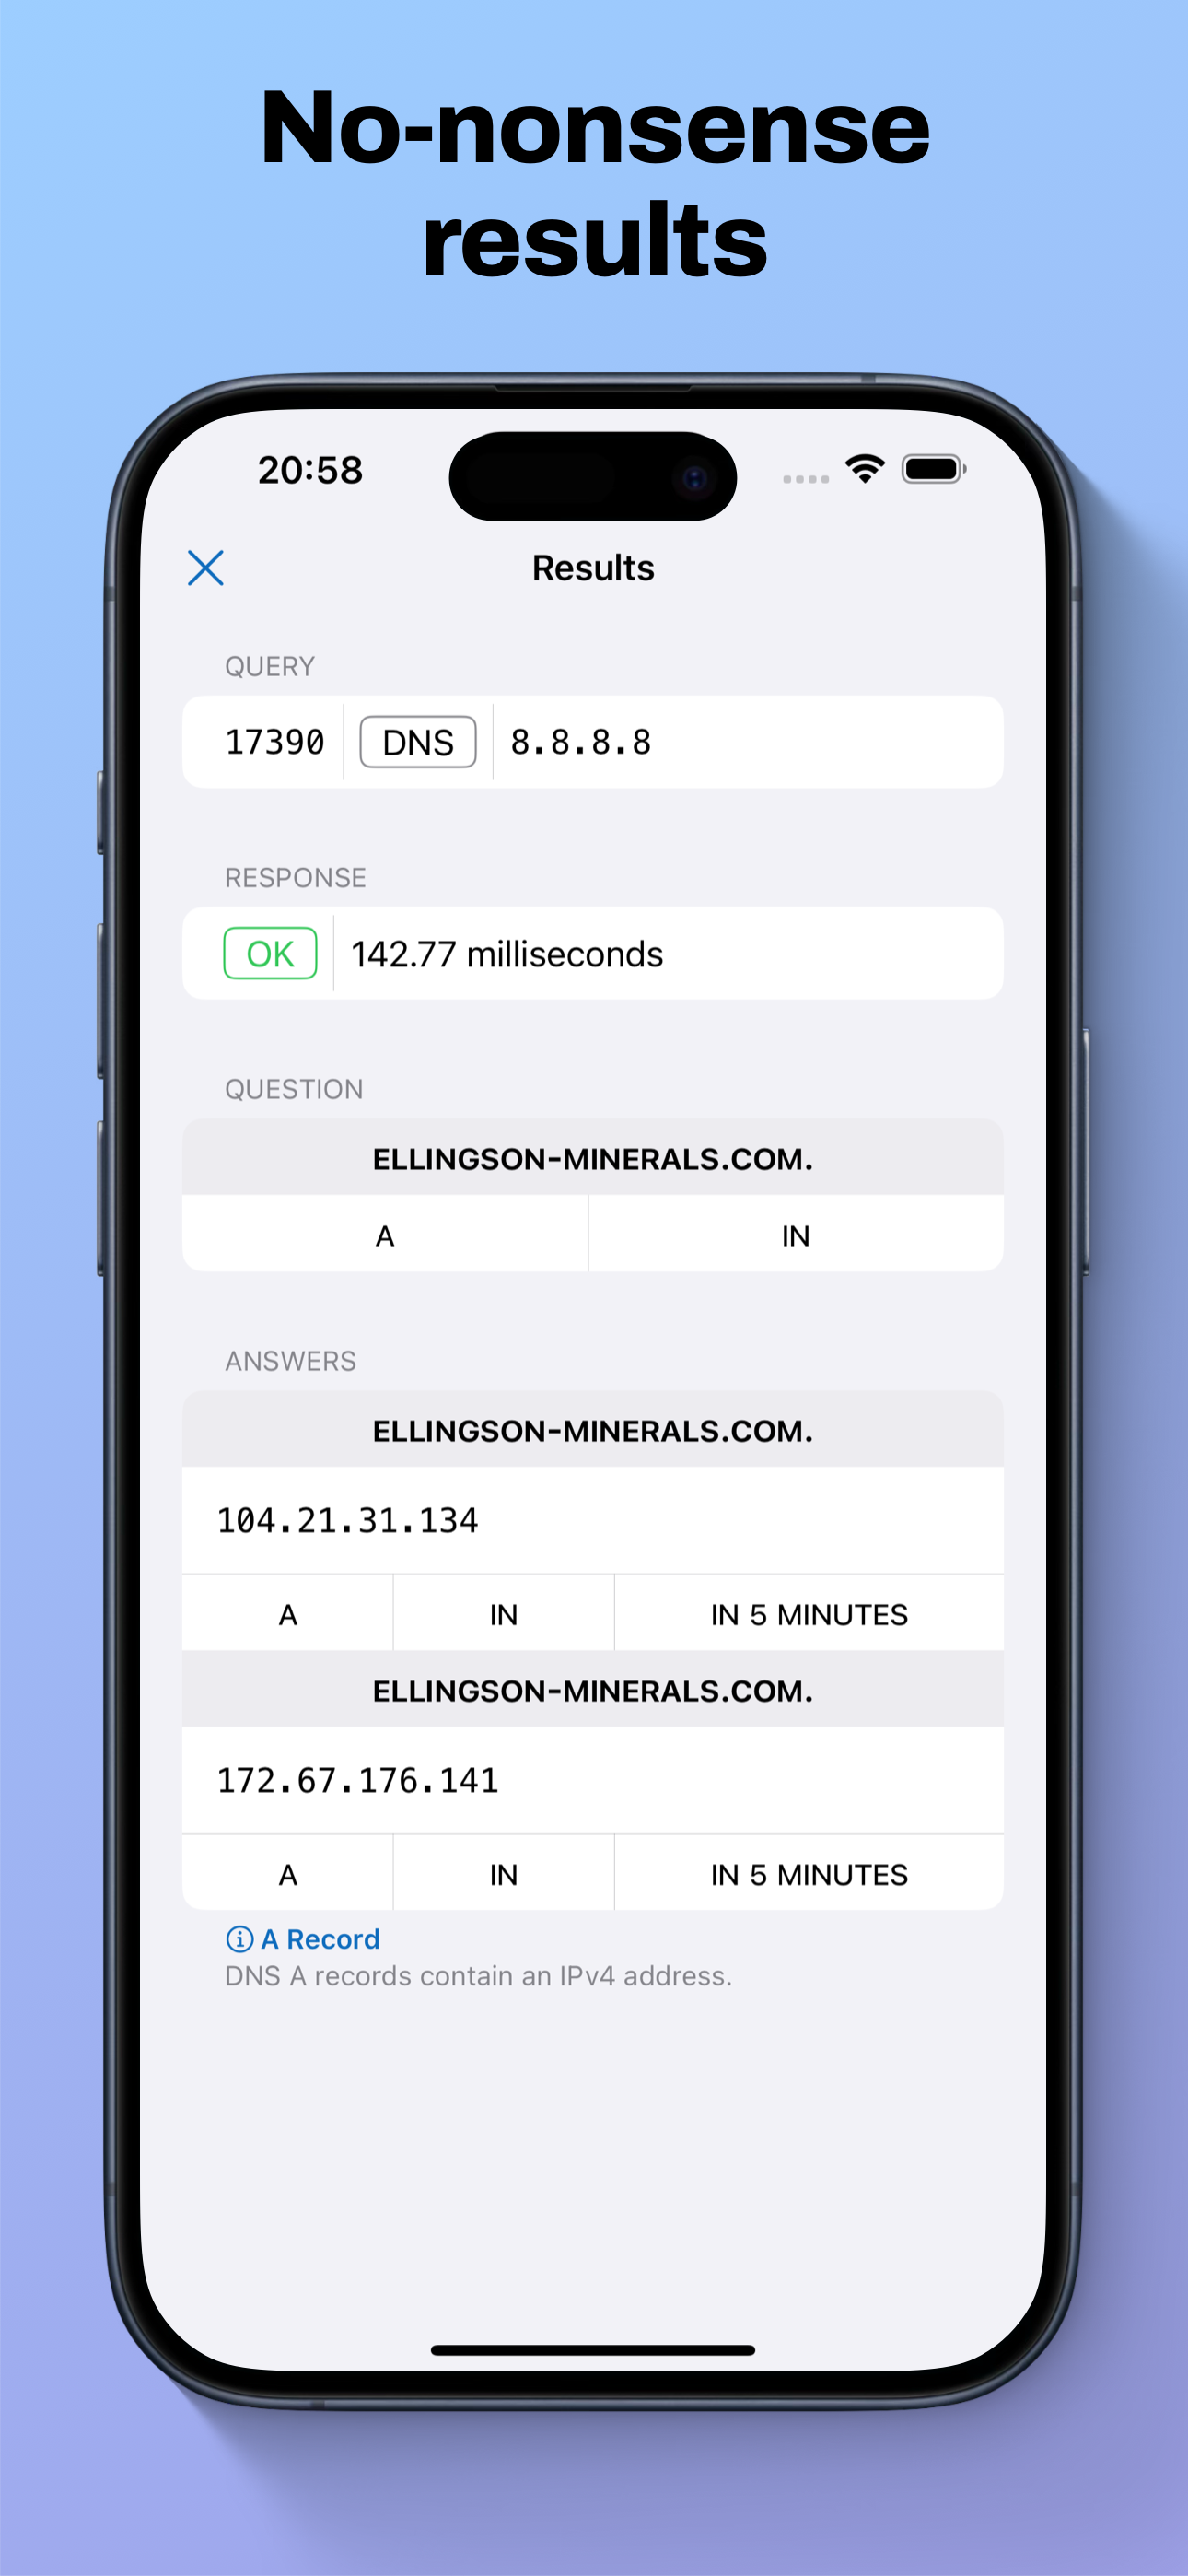 No-nonsense
results
20:58
Results
QUERY
17390 DNS 8.8.8.8
RESPONSE
OK 142.77 milliseconds
QUESTION
ELLINGSON-MINERALS.COM.
A IN
ANSWERS
ELLINGSON-MINERALS.COM.
104.21.31.134
A IN IN 5 MINUTES
ELLINGSON-MINERALS.COM.
172.67.176.141
A IN IN 5 MINUTES
A Record
DNS A records contain an IPv4 address.